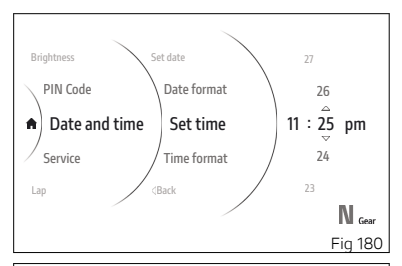 Brightness Set date 27
PIN Code Date format 26
Date and time Set time 11 : 25 pm
Service Time format 24
Lap Back 23
N Gear
Fig 180